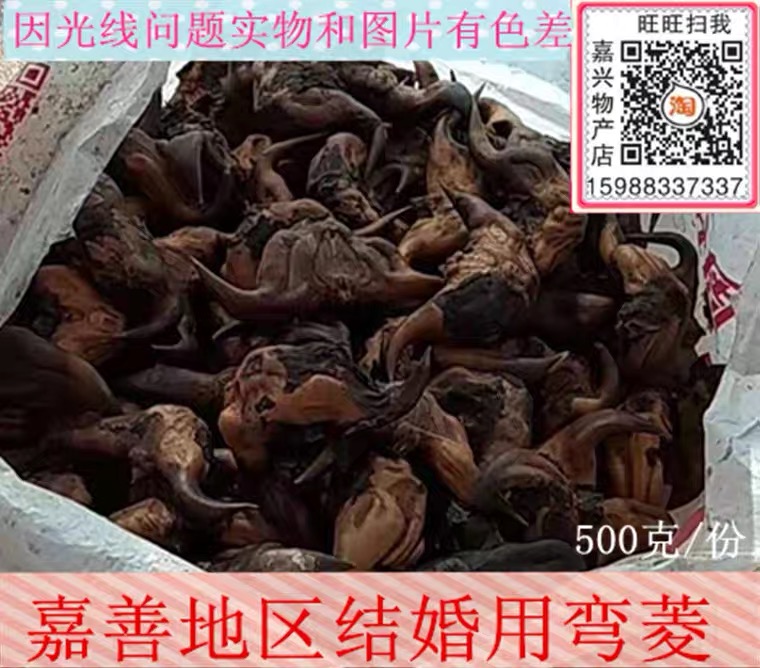 因光线问题实物和图片有色差
旺旺扫我
嘉兴物产店
淘
15988337337
500克/份
嘉善地区结婚用弯菱